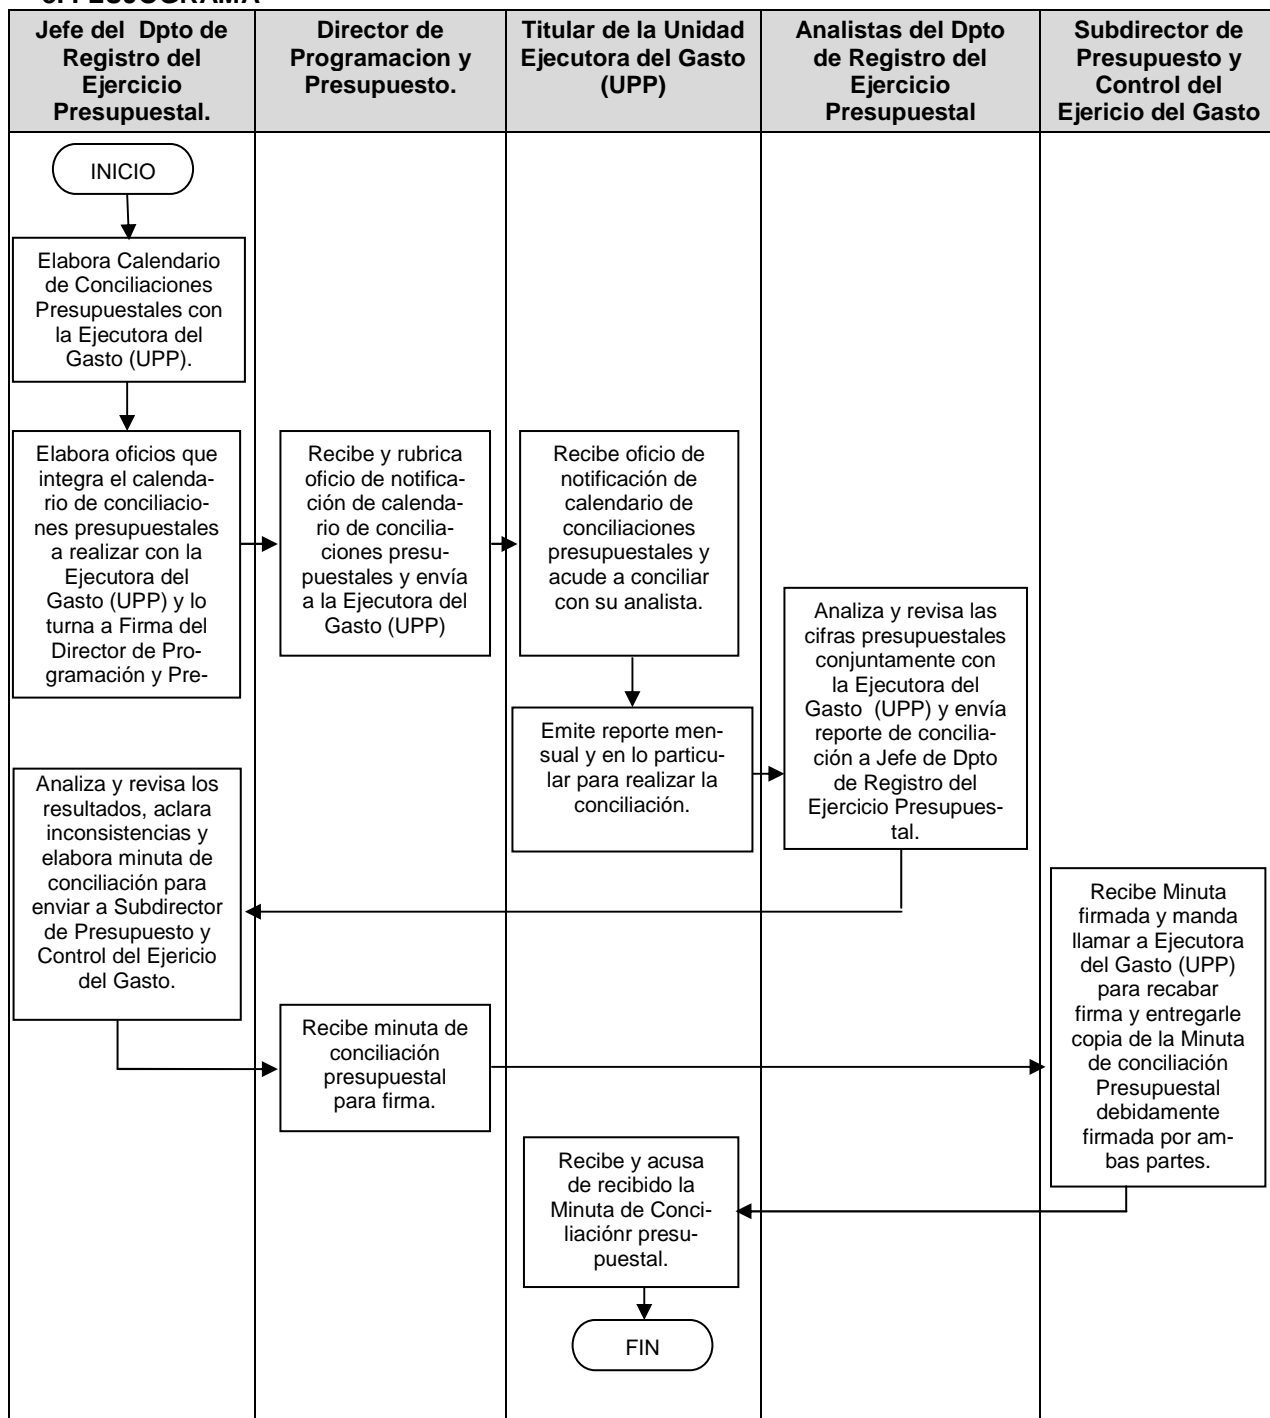 Jefe del Dpto de
Registro del
Ejercicio
Presupuestal.
Director de
Programacion y
Presupuesto.
Titular de la Unidad
Ejecutora del Gasto
(UPP)
Analistas del Dpto
de Registro del
Ejercicio
Presupuestal
Subdirector de
Presupuesto y
Control del
Ejericio del Gasto
INICIO
Elabora Calendario
de Conciliaciones
Presupuestales con
la Ejecutora del
Gasto (UPP).
Elabora oficios que
integra el calenda-
rio de conciliacio-
nes presupuestales
a realizar con la
Ejecutora del
Gasto (UPP) y lo
turna a Firma del
Director de Pro-
gramación y Pre-
Recibe y rubrica
oficio de notifica-
ción de calenda-
rio de concilia-
ciones presu-
puestales y envía
a la Ejecutora del
Gasto (UPP)
Recibe oficio de
notificación de
calendario de
conciliaciones
presupuestales y
acude a conciliar
con su analista.
Emite reporte men-
sual y en lo particu-
lar para realizar la
conciliación.
Analiza y revisa las
cifras presupuestales
conjuntamente con
la Ejecutora del
Gasto (UPP) y envía
reporte de concilia-
ción a Jefe de Dpto
de Registro del
Ejercicio Presupues-
tal.
Analiza y revisa los
resultados, aclara
inconsistencias y
elabora minuta de
conciliación para
enviar a Subdirector
de Presupuesto y
Control del Ejericio
del Gasto.
Recibe minuta de
conciliación
presupuestal
para firma.
Recibe Minuta
firmada y manda
llamar a Ejecutora
del Gasto (UPP)
para recabar
firma y entregarle
copia de la Minuta
de conciliación
Presupuestal
debidamente
firmada por am-
bas partes.
Recibe y acusa
de recibido la
Minuta de Conci-
liaciónr presu-
puestal.
FIN